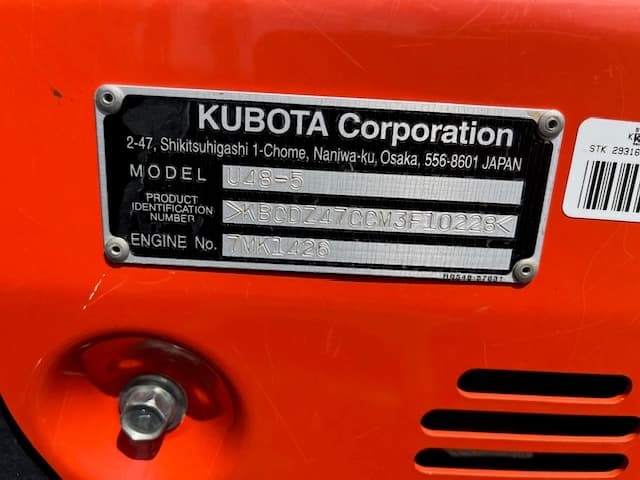 KUBOTA Corporation
2-47, Shikitsuhigashi 1-Chome, Naniwa-ku, Osaka, 556-8601 JAPAN
MODEL U48-5
PRODUCT IDENTIFICATION NUMBER >KBCDZ47CCM3F10228<
ENGINE No. 7MK1426
STK 29316